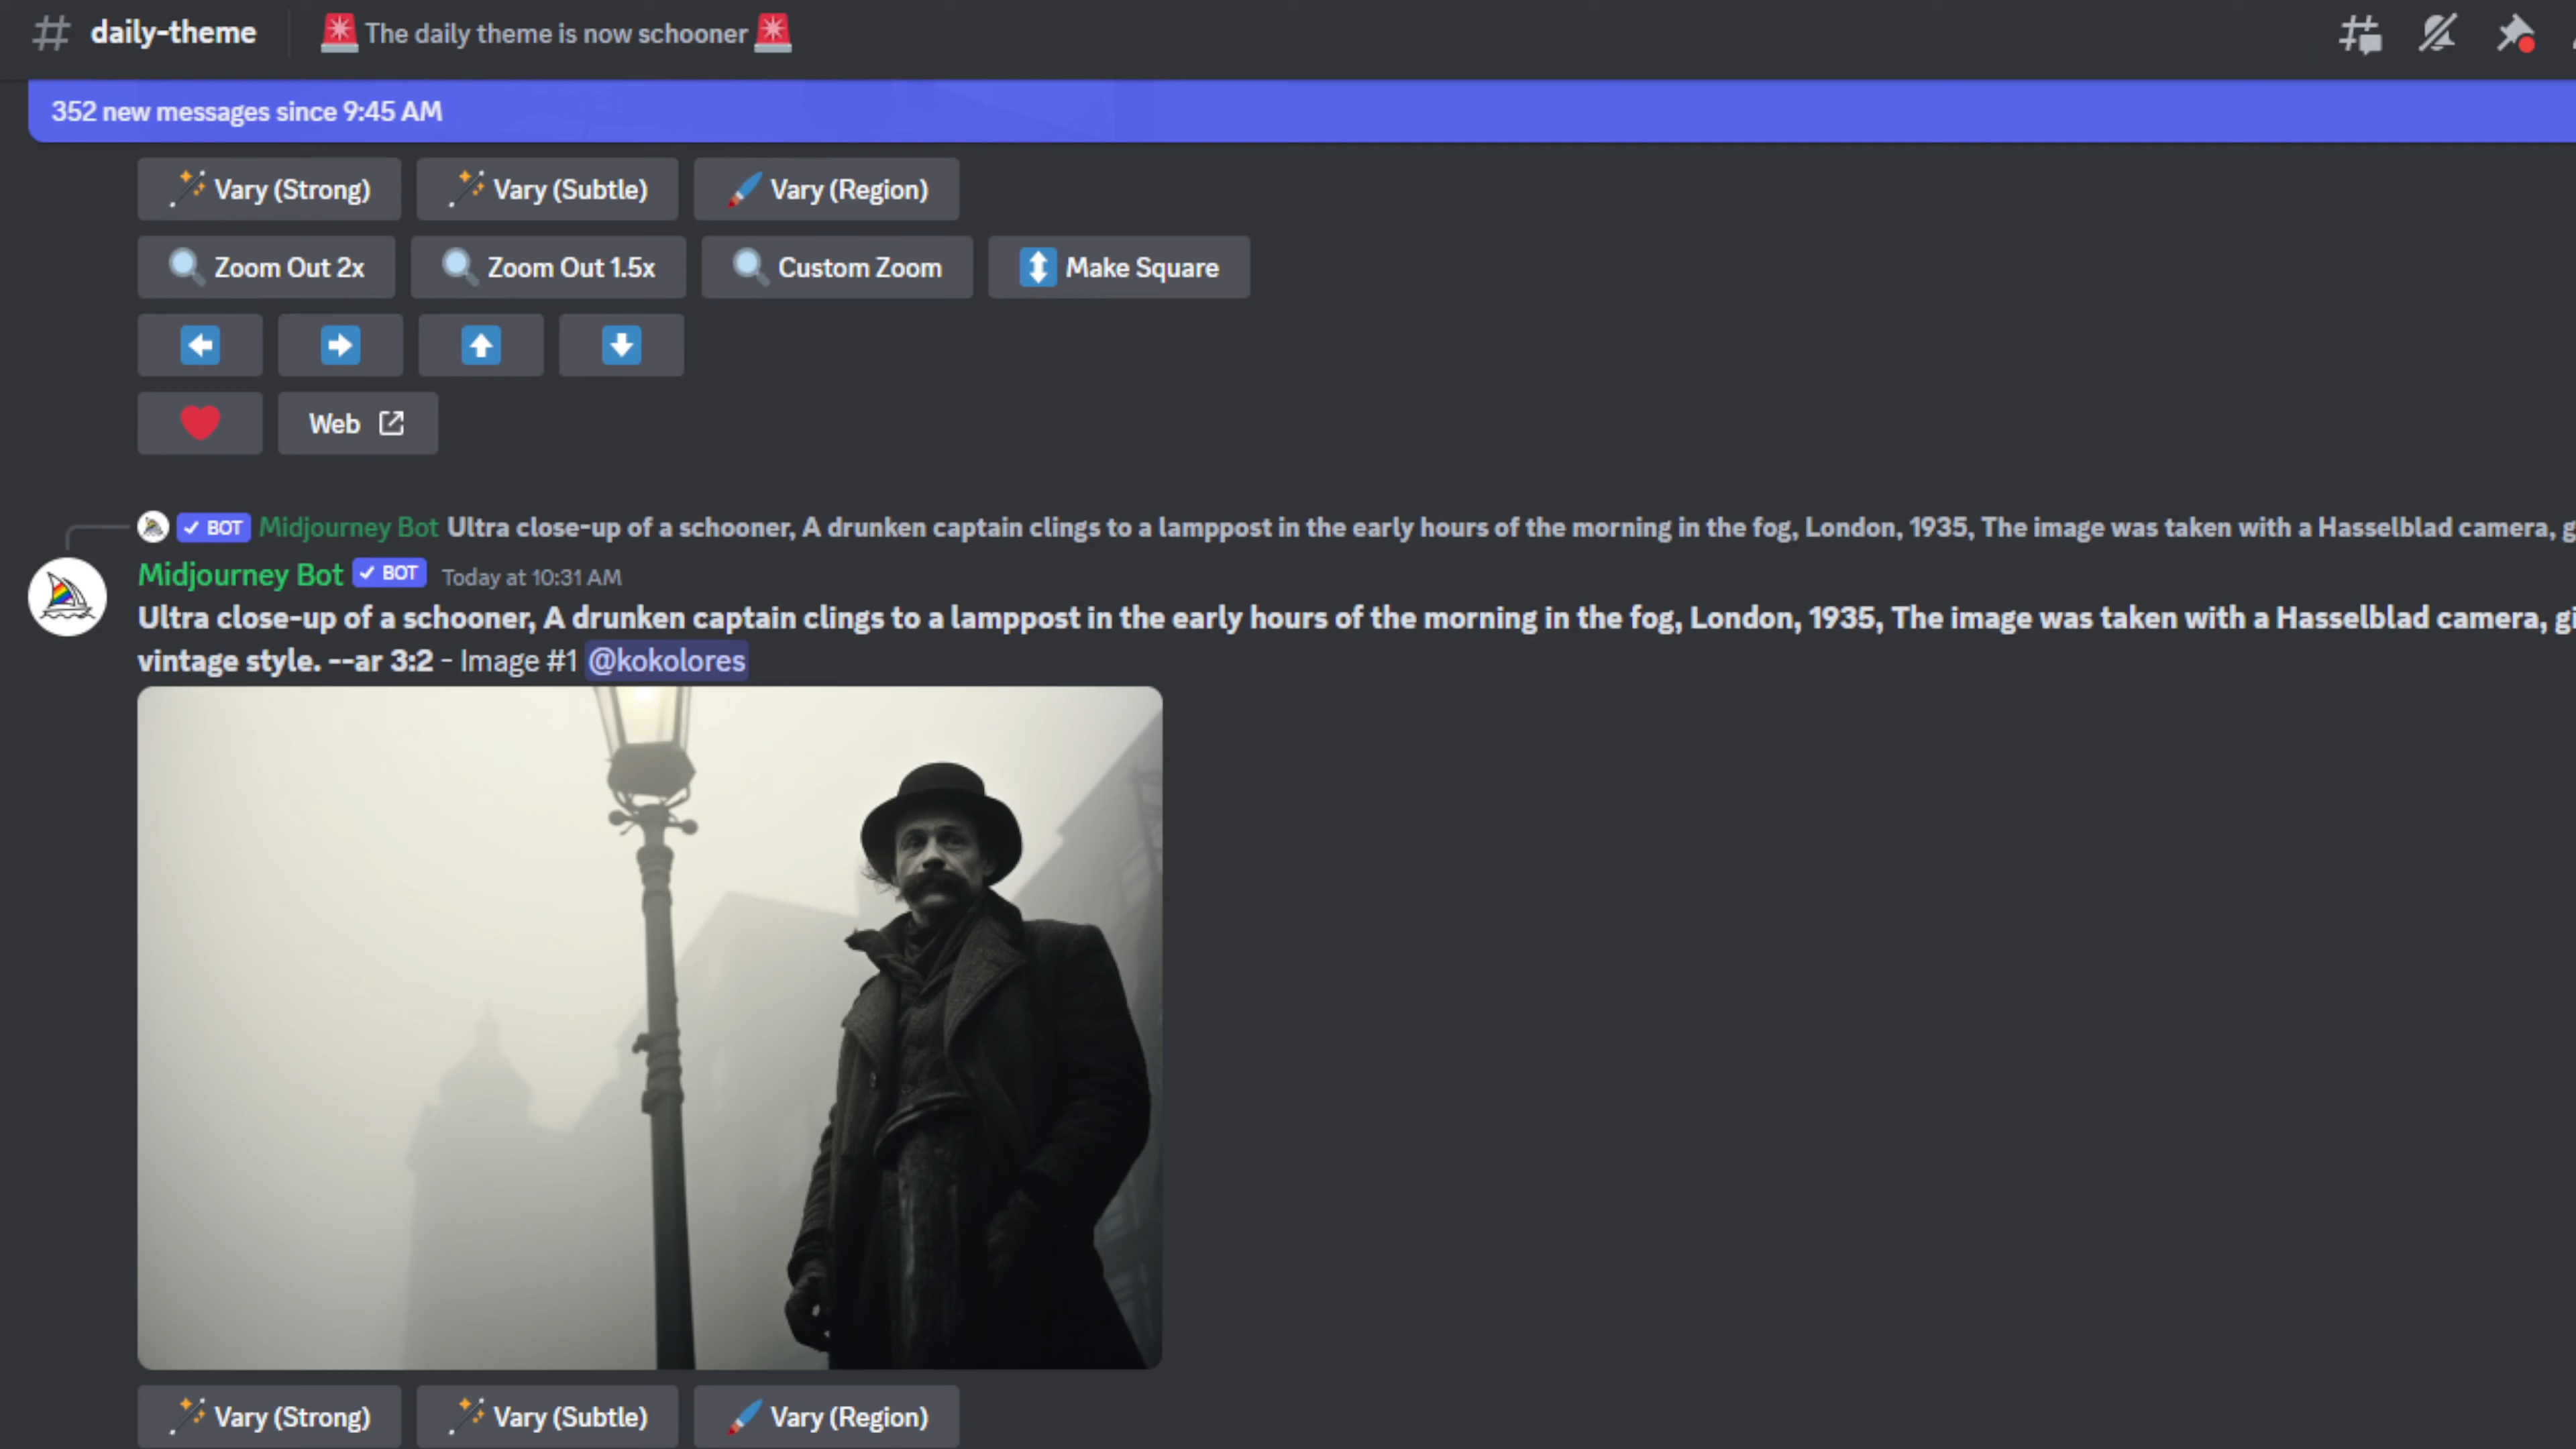 daily-theme
The daily theme is now schooner
352 new messages since 9:45 AM
Vary (Strong) Vary (Subtle) Vary (Region)
Zoom Out 2x Zoom Out 1.5x Custom Zoom Make Square
Web
BOT Midjourney Bot Ultra close-up of a schooner, A drunken captain clings to a lamppost in the early hours of the morning in the fog, London, 1935, The image was taken with a Hasselblad camera,
Midjourney Bot BOT Today at 10:31 AM
Ultra close-up of a schooner, A drunken captain clings to a lamppost in the early hours of the morning in the fog, London, 1935, The image was taken with a Hasselblad camera,
vintage style. --ar 3:2 - Image #1 @kokolores
Vary (Strong) Vary (Subtle) Vary (Region)